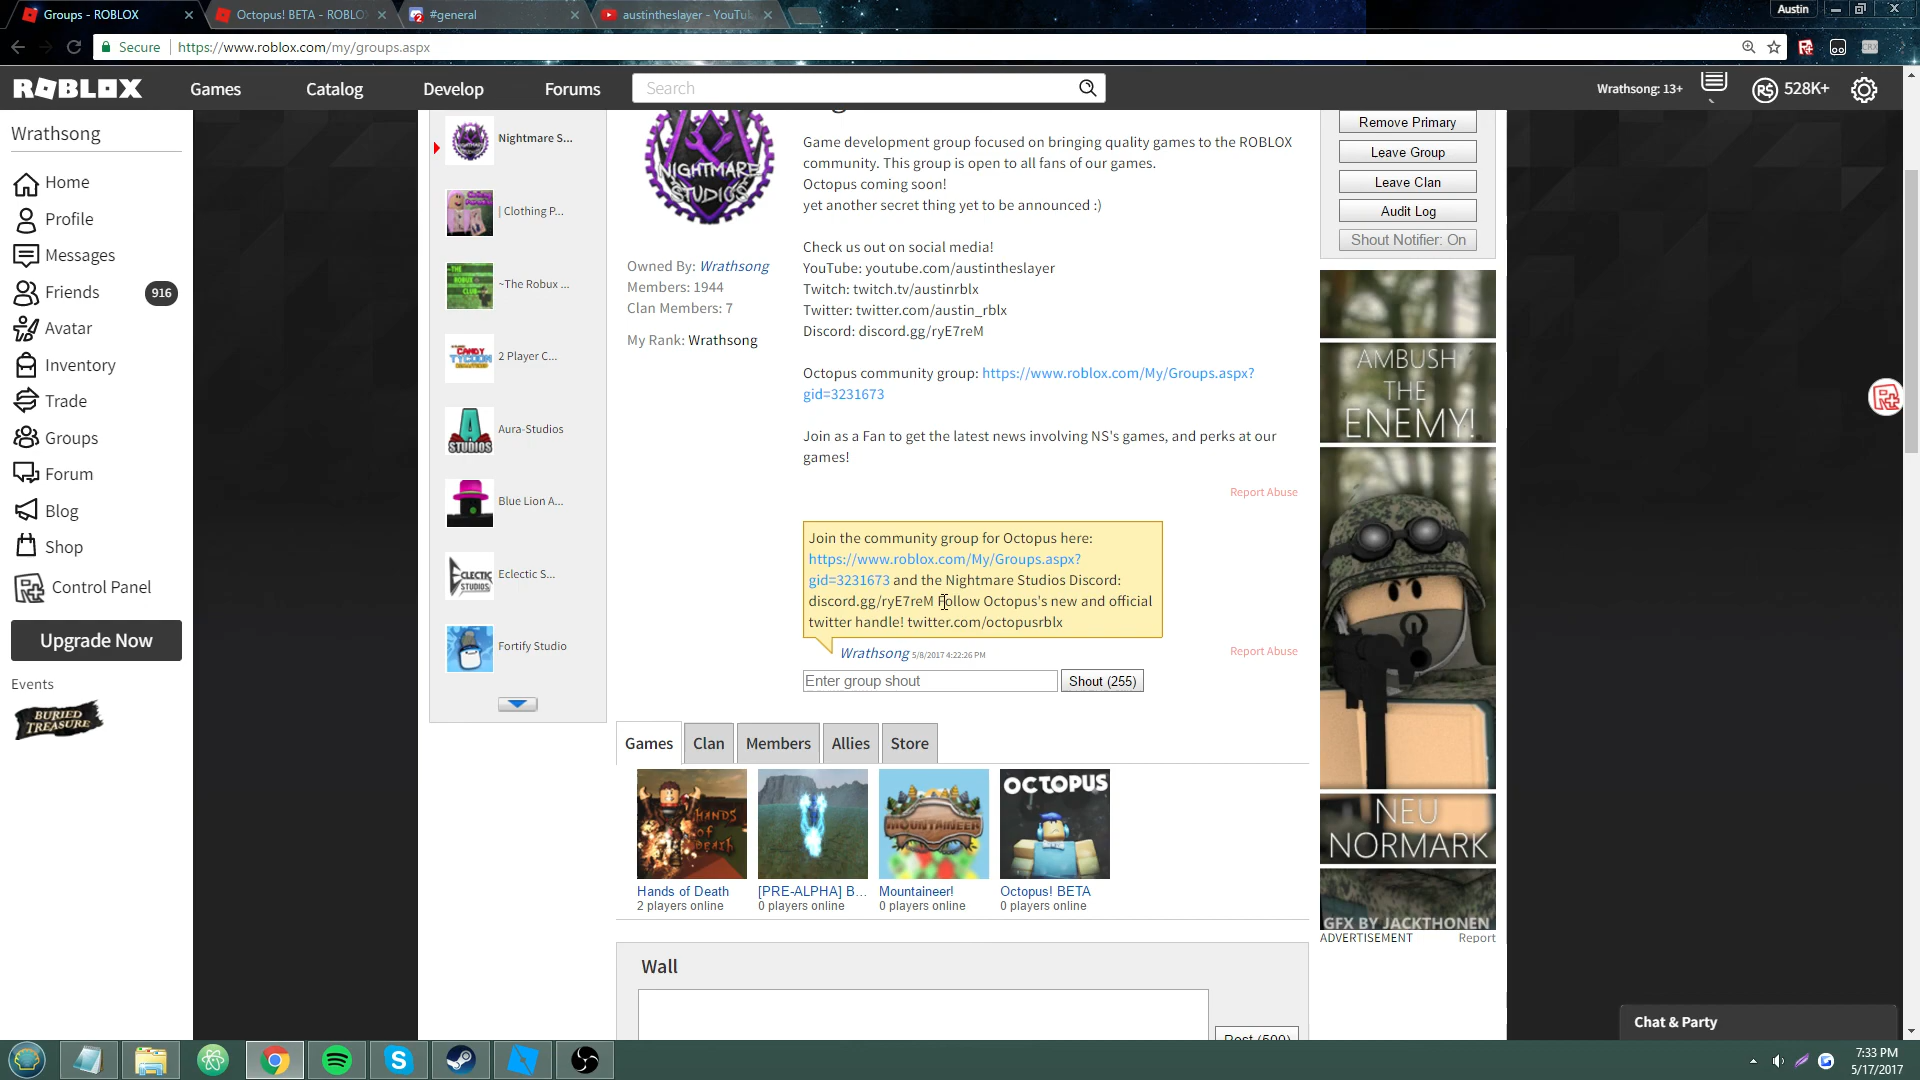 Groups - ROBLOX
Octopus! BETA - ROBLO
#general
austintheslayer - YouTu
Austin
Secure
https://www.roblox.com/my/groups.aspx
ROBLOX
Games
Catalog
Develop
Forums
Search
Wrathsong: 13+
R$
528K+
Wrathsong
Home
Profile
Messages
Friends
916
Avatar
Inventory
Trade
Groups
Forum
Blog
Shop
Control Panel
Upgrade Now
Events
BURIED
TREASURE
Nightmare S...
| Clothing P...
~The Robux ...
2 Player C...
Aura-Studios
Blue Lion A...
Eclectic S...
Fortify Studio
NIGHTMARE
STUDIOS
Owned By: Wrathsong
Members: 1944
Clan Members: 7
My Rank: Wrathsong
Game development group focused on bringing quality games to the ROBLOX
community. This group is open to all fans of our games.
Octopus coming soon!
yet another secret thing yet to be announced :)
Check us out on social media!
YouTube: youtube.com/austintheslayer
Twitch: twitch.tv/austinrblx
Twitter: twitter.com/austin_rblx
Discord: discord.gg/ryE7reM
Octopus community group: https://www.roblox.com/My/Groups.aspx?
gid=3231673
Join as a Fan to get the latest news involving NS's games, and perks at our
games!
Report Abuse
Join the community group for Octopus here:
https://www.roblox.com/My/Groups.aspx?
gid=3231673 and the Nightmare Studios Discord:
discord.gg/ryE7reM Follow Octopus's new and official
twitter handle! twitter.com/octopusrblx
Wrathsong 5/8/2017 4:22:26 PM
Report Abuse
Enter group shout
Shout (255)
Games
Clan
Members
Allies
Store
HANDS
OF
DEATH
MOUNTAINEER
OCTOPUS
Hands of Death
2 players online
[PRE-ALPHA] B...
0 players online
Mountaineer!
0 players online
Octopus! BETA
0 players online
Wall
Post (500)
Remove Primary
Leave Group
Leave Clan
Audit Log
Shout Notifier: On
AMBUSH
THE
ENEMY!
NEU
NORMARK
GFX BY JACKTHONEN
ADVERTISEMENT
Report
Chat & Party
7:33 PM
5/17/2017